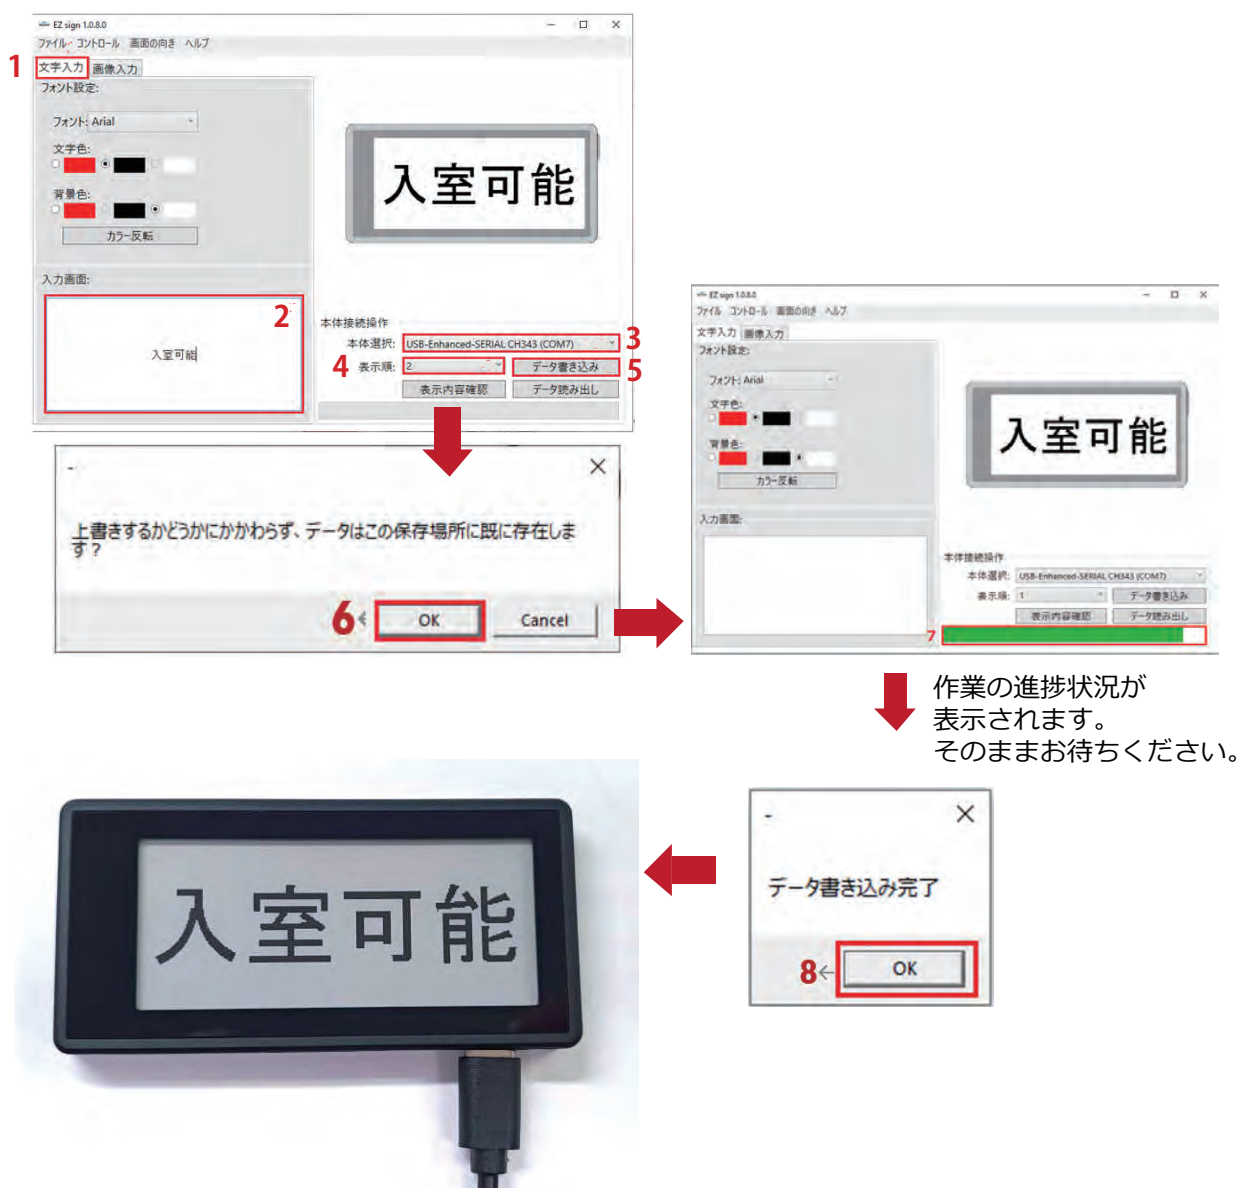 EZ sign 1.0.8.0
ファイル コントロール 画面の向き ヘルプ
1
文字入力 画像入力
フォント設定:
フォント: Arial
文字色:
背景色:
カラー反転
入室可能
入力画面:
2
入室可能
本体接続操作
本体選択: USB-Enhanced-SERIAL CH343 (COM7) 3
4 表示順: 2 データ書き込み 5
表示内容確認 データ読み出し
-
上書きするかどうかにかかわらず、データはこの保存場所に既に存在しま
す？
6 OK Cancel
EZ sign 1.0.8.0
ファイル コントロール 画面の向き ヘルプ
文字入力 画像入力
フォント設定:
フォント: Arial
文字色:
背景色:
カラー反転
入室可能
入力画面:
本体接続操作
本体選択: USB-Enhanced-SERIAL CH343 (COM7)
表示順: 1 データ書き込み
表示内容確認 データ読み出し
7
作業の進捗状況が
表示されます。
そのままお待ちください。
-
データ書き込み完了
8 OK
入室可能